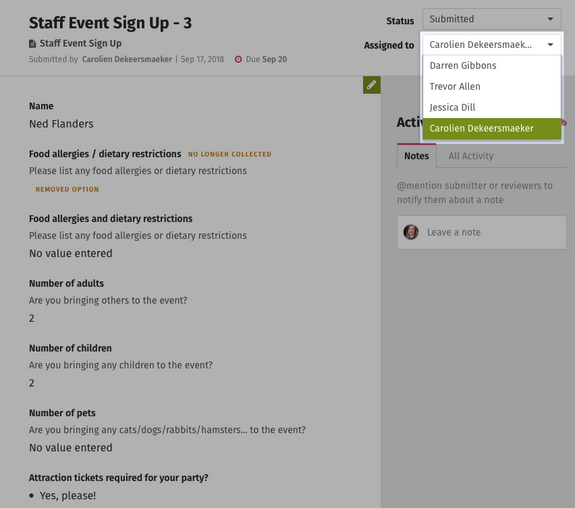 Staff Event Sign Up - 3
Staff Event Sign Up
Submitted by Carolien Dekeersmaeker | Sep 17, 2018 Due Sep 20
Status Submitted
Assigned to Carolien Dekeersmaek...
Darren Gibbons
Trevor Allen
Jessica Dill
Carolien Dekeersmaeker
Name
Ned Flanders
Food allergies / dietary restrictions NO LONGER COLLECTED
Please list any food allergies or dietary restrictions
REMOVED OPTION
Food allergies and dietary restrictions
Please list any food allergies or dietary restrictions
No value entered
Number of adults
Are you bringing others to the event?
2
Number of children
Are you bringing any children to the event?
2
Number of pets
Are you bringing any cats/dogs/rabbits/hamsters... to the event?
No value entered
Attraction tickets required for your party?
• Yes, please!
Notes All Activity
@mention submitter or reviewers to
notify them about a note
Leave a note